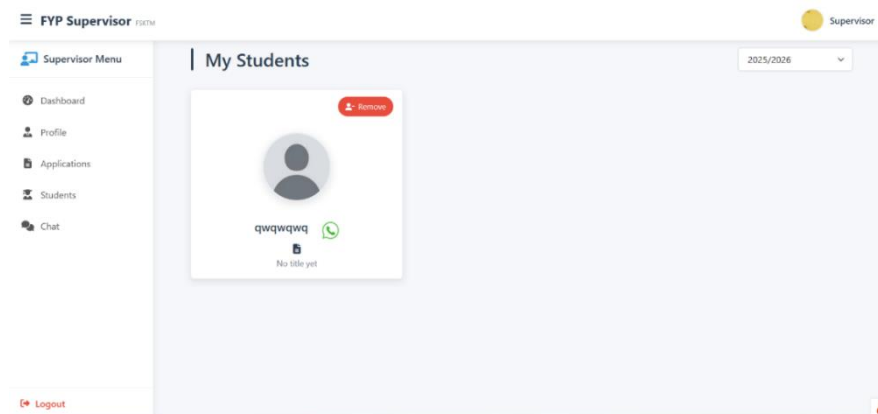 FYP Supervisor FSKTM
Supervisor
Supervisor Menu
Dashboard
Profile
Applications
Students
Chat
Logout
My Students
2025/2026
Remove
qwqwqwq
No title yet